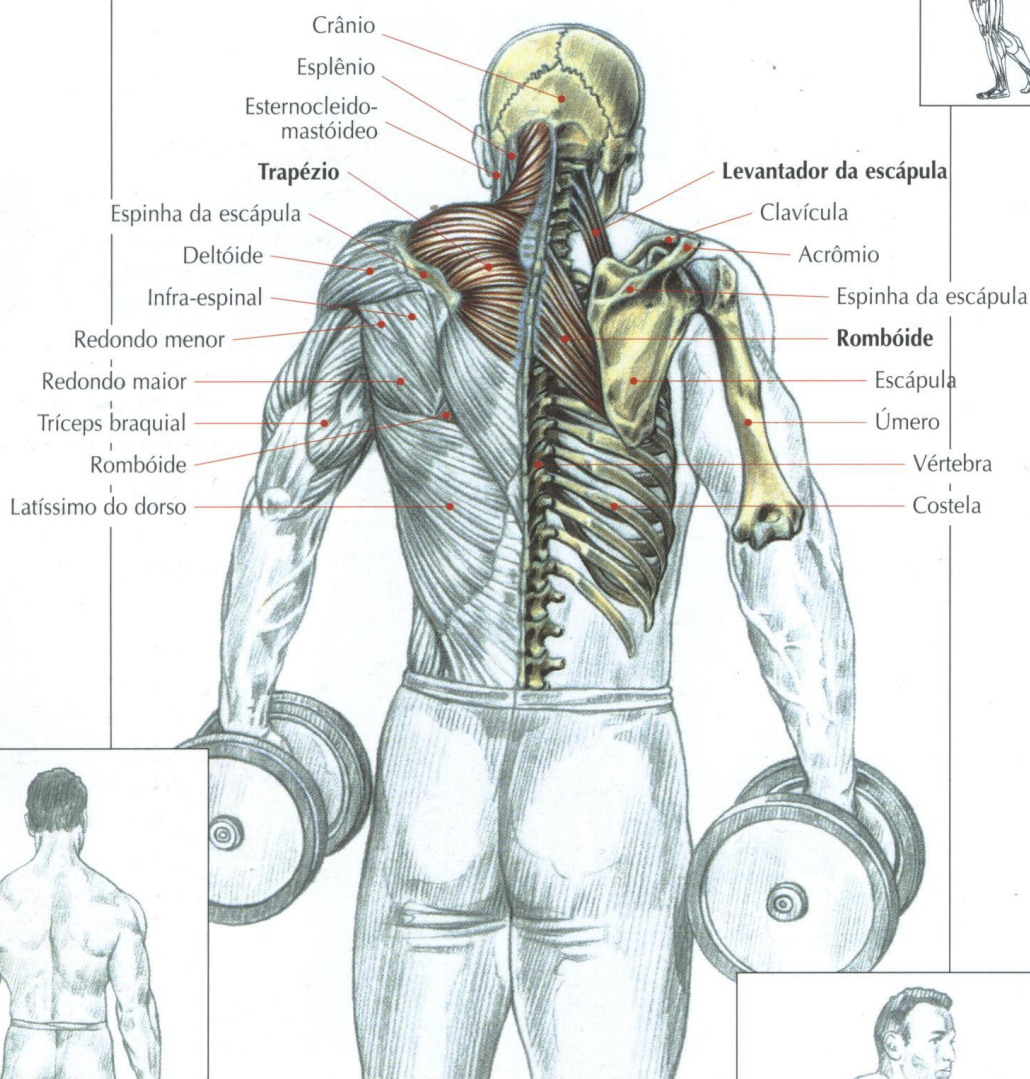 Crânio
Esplênio
Esternocleido-
mastóideo
Trapézio
Espinha da escápula
Deltóide
Infra-espinal
Redondo menor
Redondo maior
Tríceps braquial
Rombóide
Latíssimo do dorso
Levantador da escápula
Clavícula
Acrômio
Espinha da escápula
Rombóide
Escápula
Úmero
Vértebra
Costela